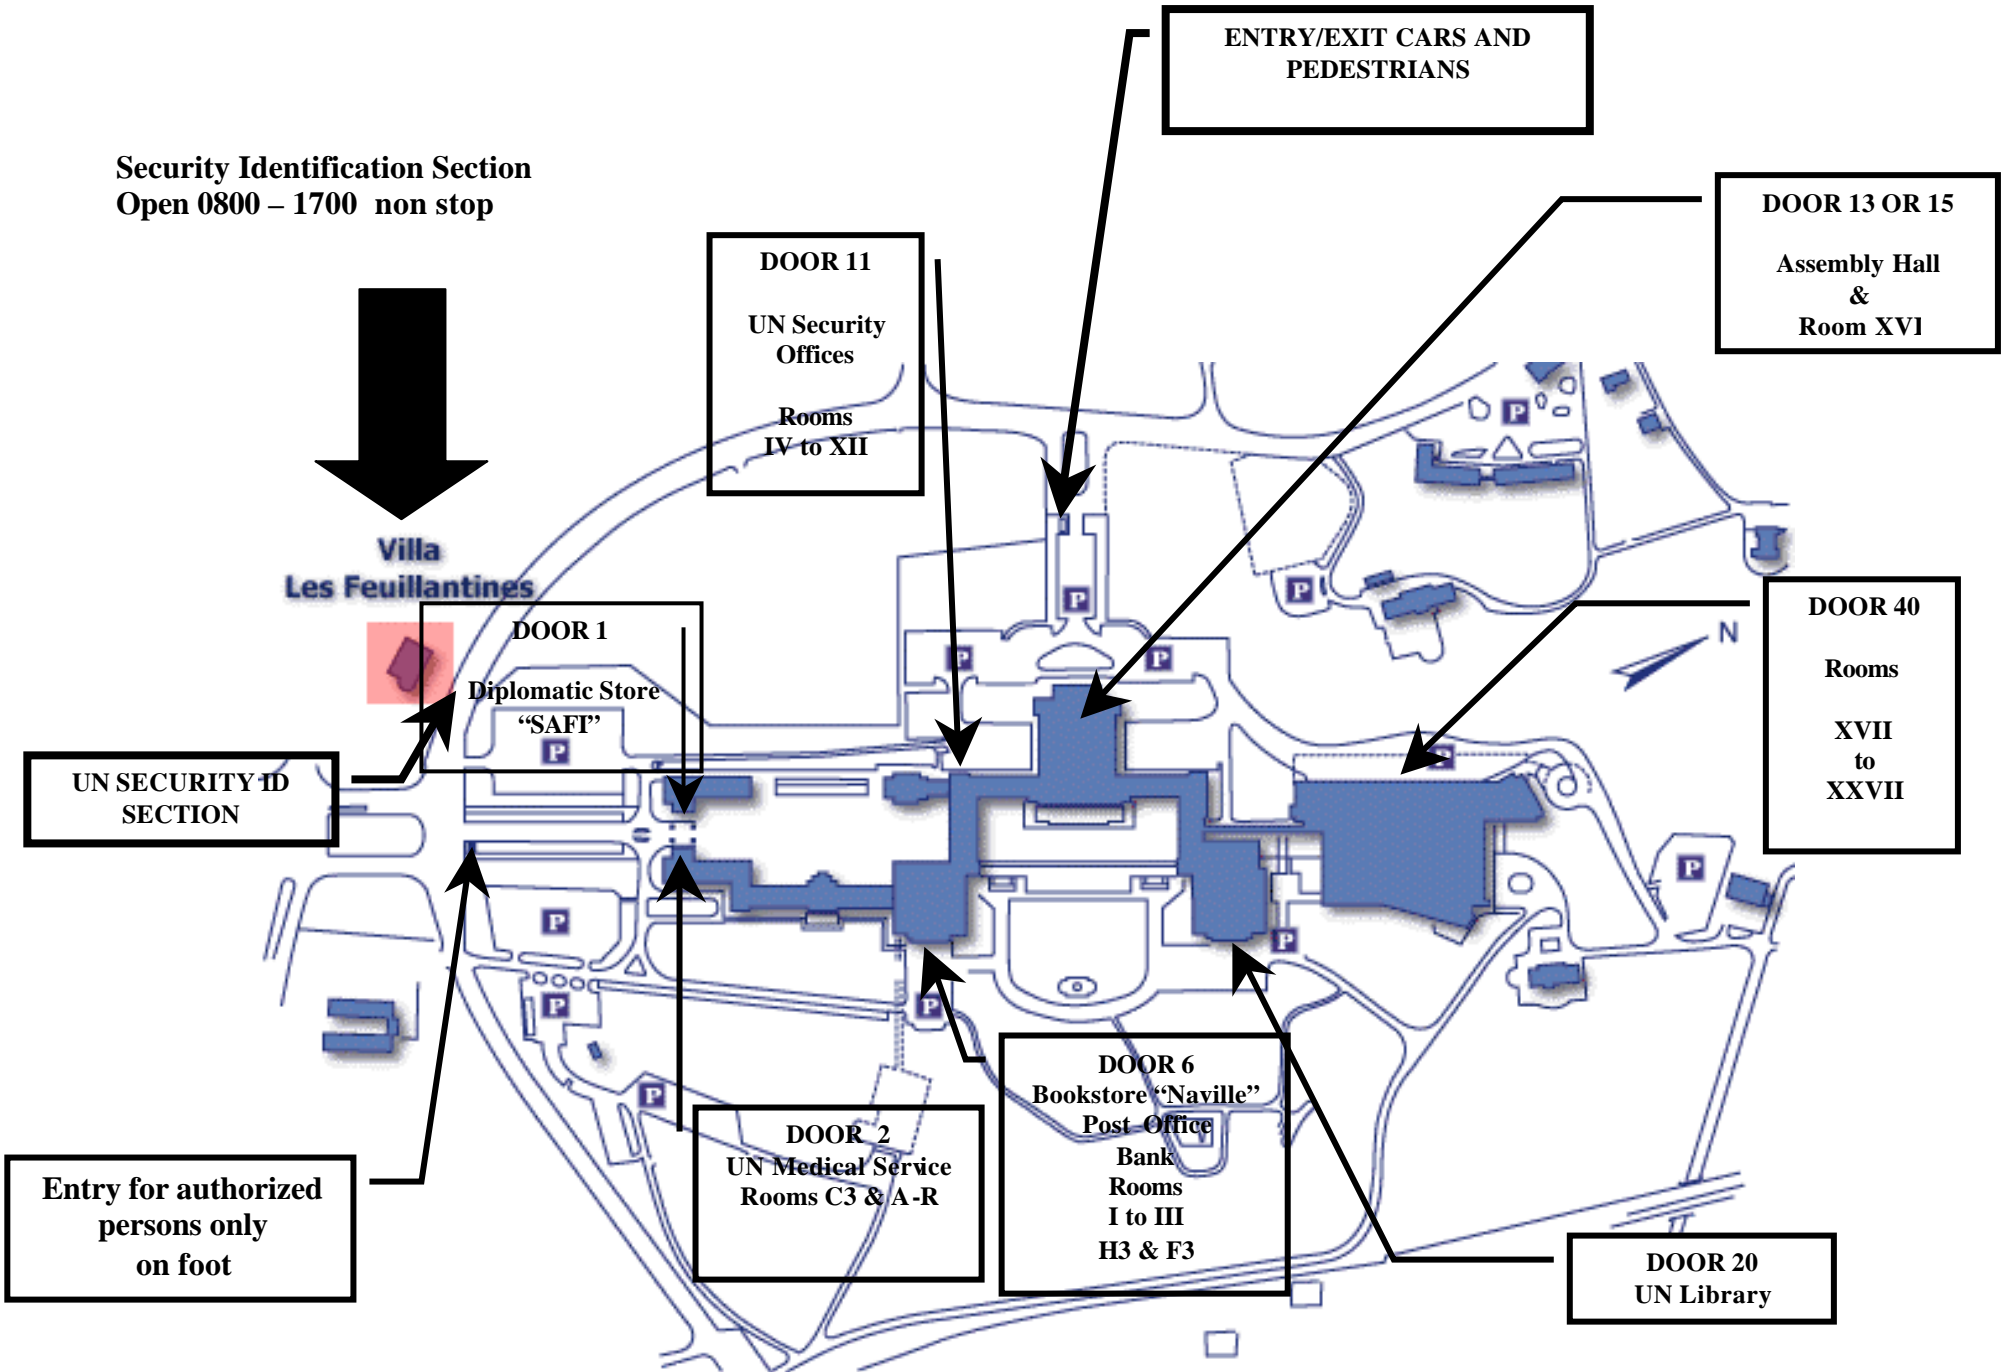 ENTRY/EXIT CARS AND
PEDESTRIANS
Security Identification Section
Open 0800 – 1700 non stop
DOOR 13 OR 15
Assembly Hall
&
Room XVI
DOOR 11
UN Security
Offices
Rooms
IV to XII
P
Villa
Les Feuillantines
P
P
DOOR 40
Rooms
XVII
to
XXVII
N
DOOR 1
Diplomatic Store
“SAFI”
P
P
P
P
UN SECURITY ID
SECTION
P
P
P
P
P
P
P
DOOR 6
Bookstore “Naville”
Post Office
Bank
Rooms
I to III
H3 & F3
DOOR 2
UN Medical Service
Rooms C3 & A-R
Entry for authorized
persons only
on foot
DOOR 20
UN Library